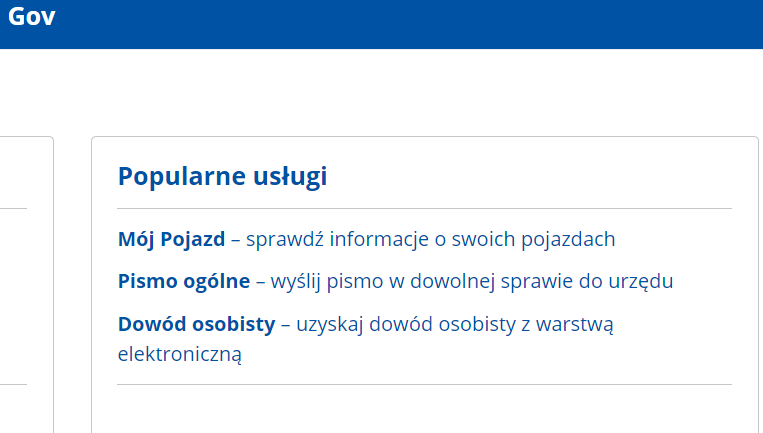 Gov
Popularne usługi
Mój Pojazd – sprawdź informacje o swoich pojazdach
Pismo ogólne – wyślij pismo w dowolnej sprawie do urzędu
Dowód osobisty – uzyskaj dowód osobisty z warstwą
elektroniczną